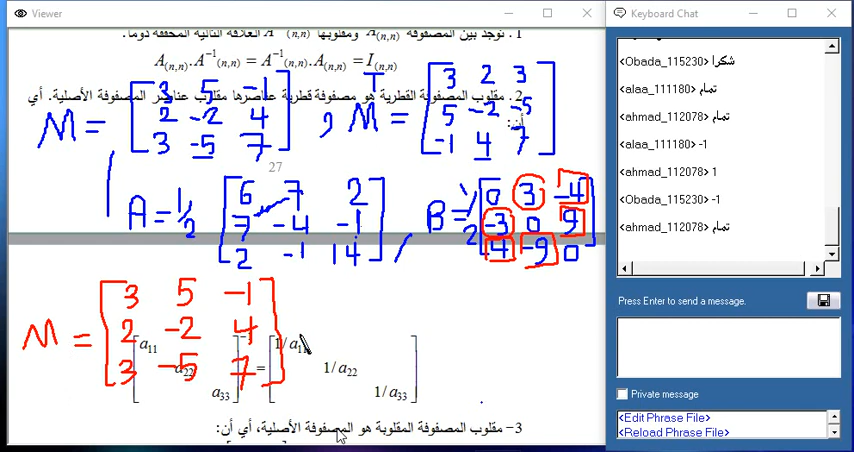 Viewer
1. توجد بين المصفوفة A(n,n) ومقلوبها A⁻¹(n,n) العلاقة التالية المحققة دوماً:
A(n,n).A⁻¹(n,n) = A⁻¹(n,n).A(n,n) = I(n,n)
2. مقلوب المصفوفة القطرية هو مصفوفة قطرية عناصرها مقلوب عناصر المصفوفة الأصلية. أي
أن:
M = [3 5 -1
2 -2 4
3 -5 7] , Mᵀ = [3 2 3
5 -2 -5
-1 4 7]
27
A = 1/2 [6 7 2
7 -4 -1
2 -1 14] , B = 1/2 [0 3 -4
-3 0 9
4 -9 0]
M = [3 5 -1
2 -2 4
3 -5 7]
[a11
a22
a33]⁻¹ = [1/a11
1/a22
1/a33]
3- مقلوب المصفوفة المقلوبة هو المصفوفة الأصلية، أي أن:
Keyboard Chat
<Obada_115230> شكرا
<alaa_111180> تمام
<ahmad_112078> تمام
<alaa_111180> -1
<ahmad_112078> 1
<Obada_115230> -1
<ahmad_112078> تمام
Press Enter to send a message.
Private message
<Edit Phrase File>
<Reload Phrase File>